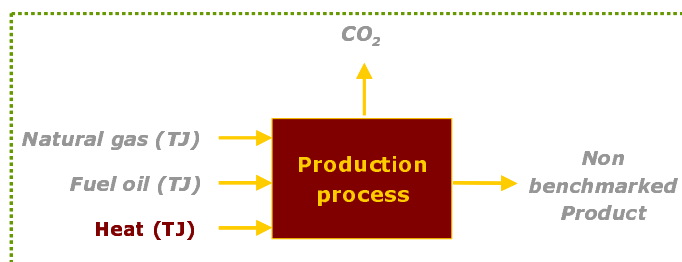 CO₂
Natural gas (TJ)
Fuel oil (TJ)
Heat (TJ)
Production
process
Non
benchmarked
Product